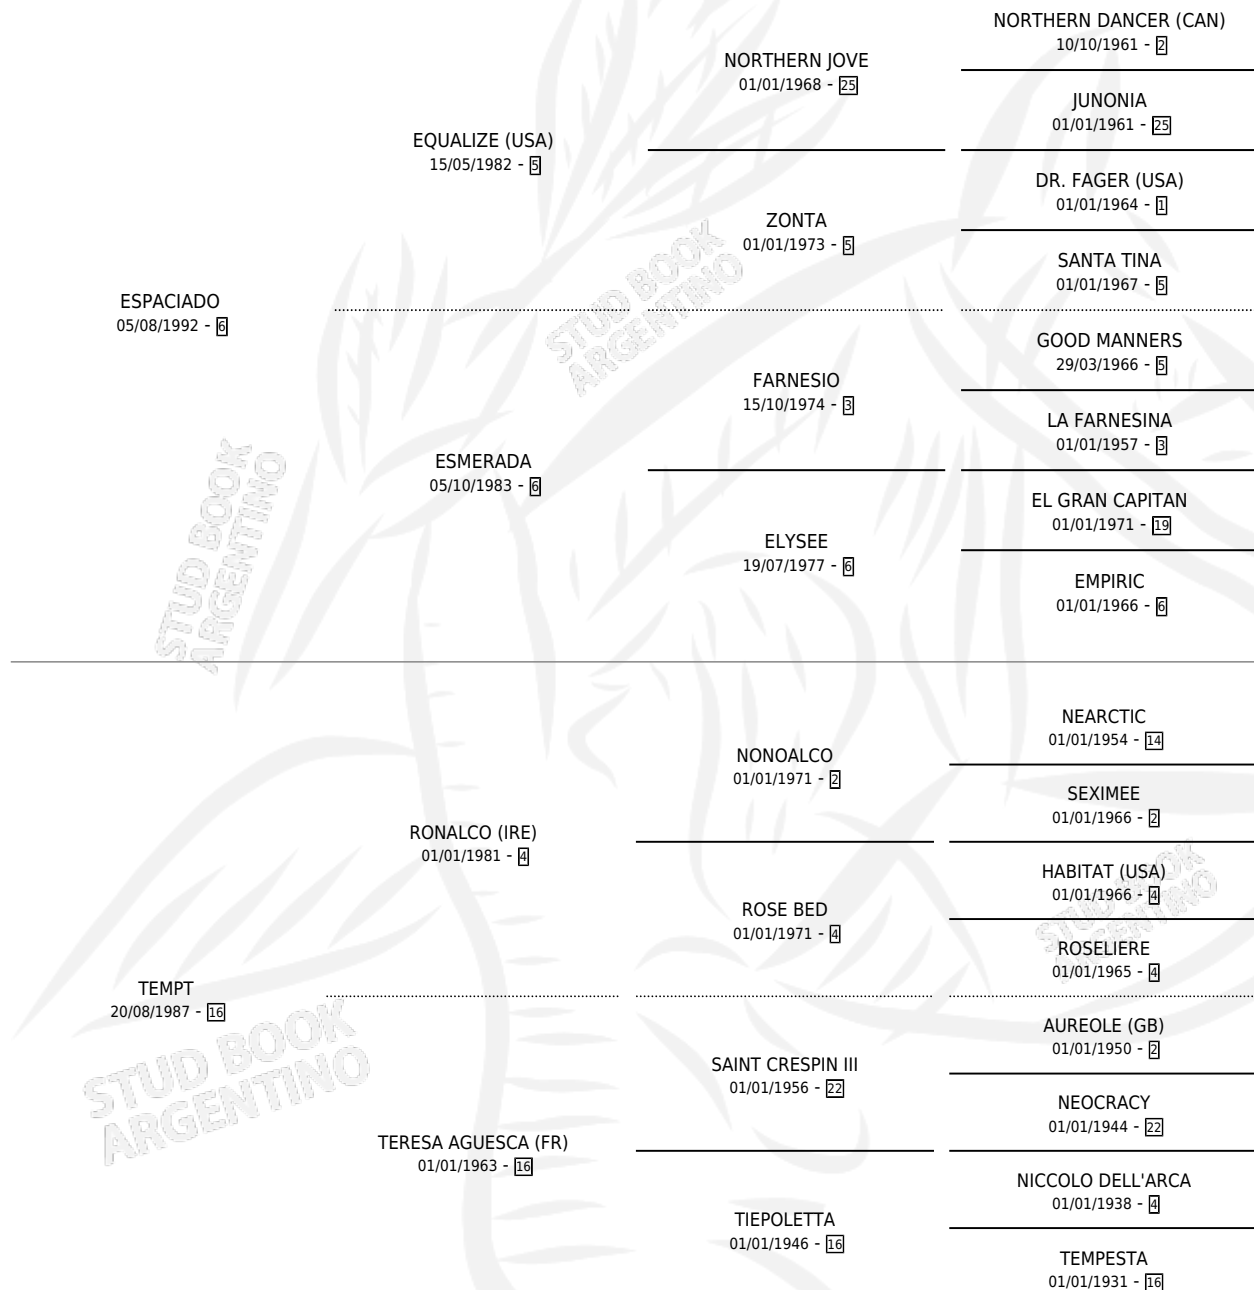 NORTHERN DANCER (CAN)
10/10/1961 - 2
NORTHERN JOVE
01/01/1968 - 25
JUNONIA
01/01/1961 - 25
EQUALIZE (USA)
15/05/1982 - 5
DR. FAGER (USA)
01/01/1964 - 1
ZONTA
01/01/1973 - 5
SANTA TINA
01/01/1967 - 5
ESPACIADO
05/08/1992 - 6
GOOD MANNERS
29/03/1966 - 5
FARNESIO
15/10/1974 - 3
LA FARNESINA
01/01/1957 - 3
ESMERADA
05/10/1983 - 6
EL GRAN CAPITAN
01/01/1971 - 19
ELYSEE
19/07/1977 - 6
EMPIRIC
01/01/1966 - 6
NEARCTIC
01/01/1954 - 14
NONOALCO
01/01/1971 - 2
SEXIMEE
01/01/1966 - 2
RONALCO (IRE)
01/01/1981 - 4
HABITAT (USA)
01/01/1966 - 4
ROSE BED
01/01/1971 - 4
ROSELIERE
01/01/1965 - 4
TEMPT
20/08/1987 - 16
AUREOLE (GB)
01/01/1950 - 2
SAINT CRESPIN III
01/01/1956 - 22
NEOCRACY
01/01/1944 - 22
TERESA AGUESCA (FR)
01/01/1963 - 16
NICCOLO DELL'ARCA
01/01/1938 - 4
TIEPOLETTA
01/01/1946 - 16
TEMPESTA
01/01/1931 - 16
STUD BOOK
ARGENTINO
STUD BOOK
ARGENTINO
STUD BOOK
ARGENTINO
STUD BOOK
ARGENTINO